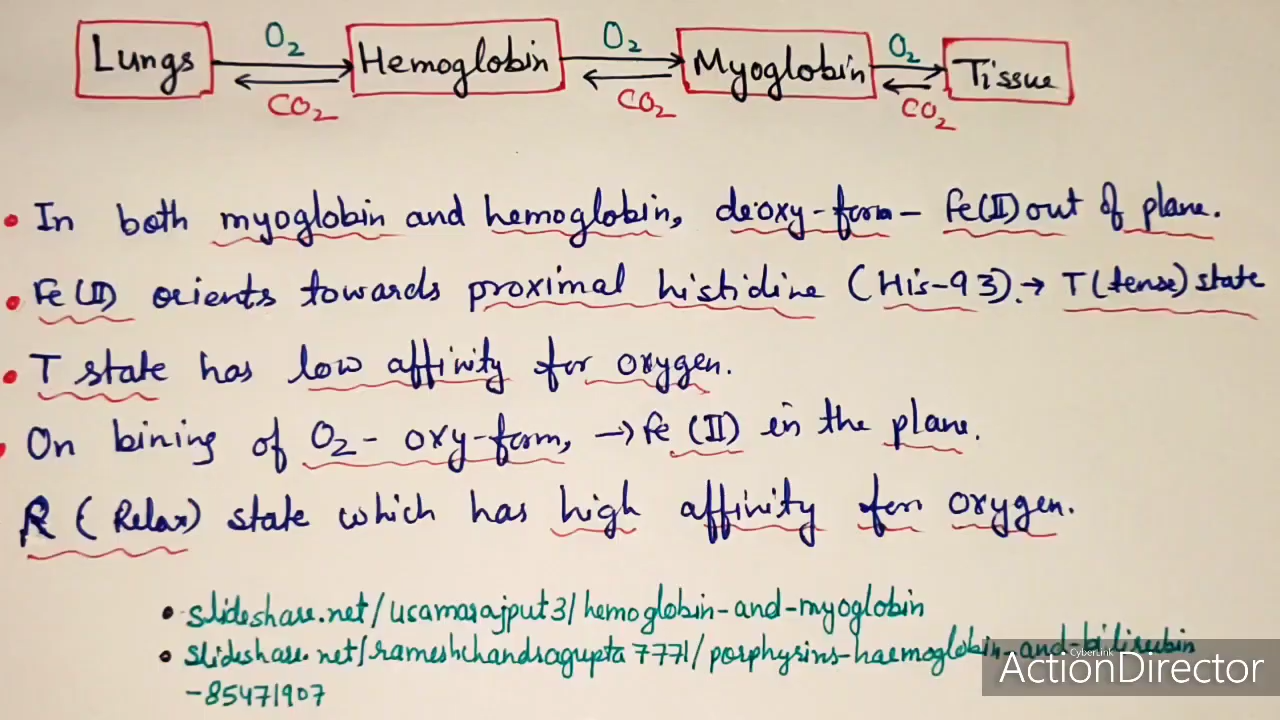 Lungs O₂ Hemoglobin O₂ Myoglobin O₂ Tissue
CO₂ CO₂ CO₂
• In both myoglobin and hemoglobin, deoxy-form - Fe(II) out of plane.
• Fe(II) orients towards proximal histidine (His-93). → T(tense) state
• T state has low affinity for oxygen.
• On bining of O₂ - oxy-form, → Fe (II) in the plane.
R (Relax) state which has high affinity for oxygen.
• slideshare.net/usamarajput3/hemoglobin-and-myoglobin
• slideshare.net/rameshchandragupta7771/porphyrins-haemoglobin-and-bilirubin
-85471907
CyberLink
ActionDirector